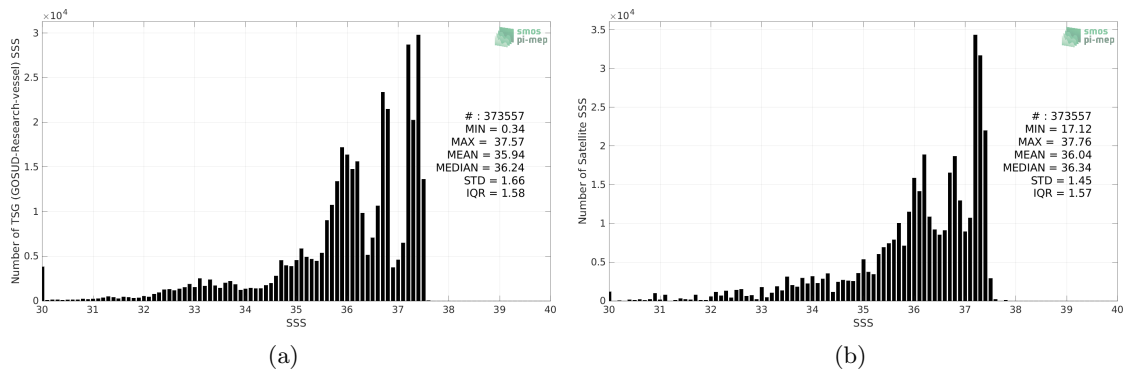 ×10⁴
3
2.5
2
1.5
1
0.5
0
30 31 32 33 34 35 36 37 38 39 40
SSS
Number of TSG (GOSUD-Research-vessel) SSS
smos
pi-mep
# : 373557
MIN = 0.34
MAX = 37.57
MEAN = 35.94
MEDIAN = 36.24
STD = 1.66
IQR = 1.58
(a)
×10⁴
3.5
3
2.5
2
1.5
1
0.5
0
30 31 32 33 34 35 36 37 38 39 40
SSS
Number of Satellite SSS
smos
pi-mep
# : 373557
MIN = 17.12
MAX = 37.76
MEAN = 36.04
MEDIAN = 36.34
STD = 1.45
IQR = 1.57
(b)